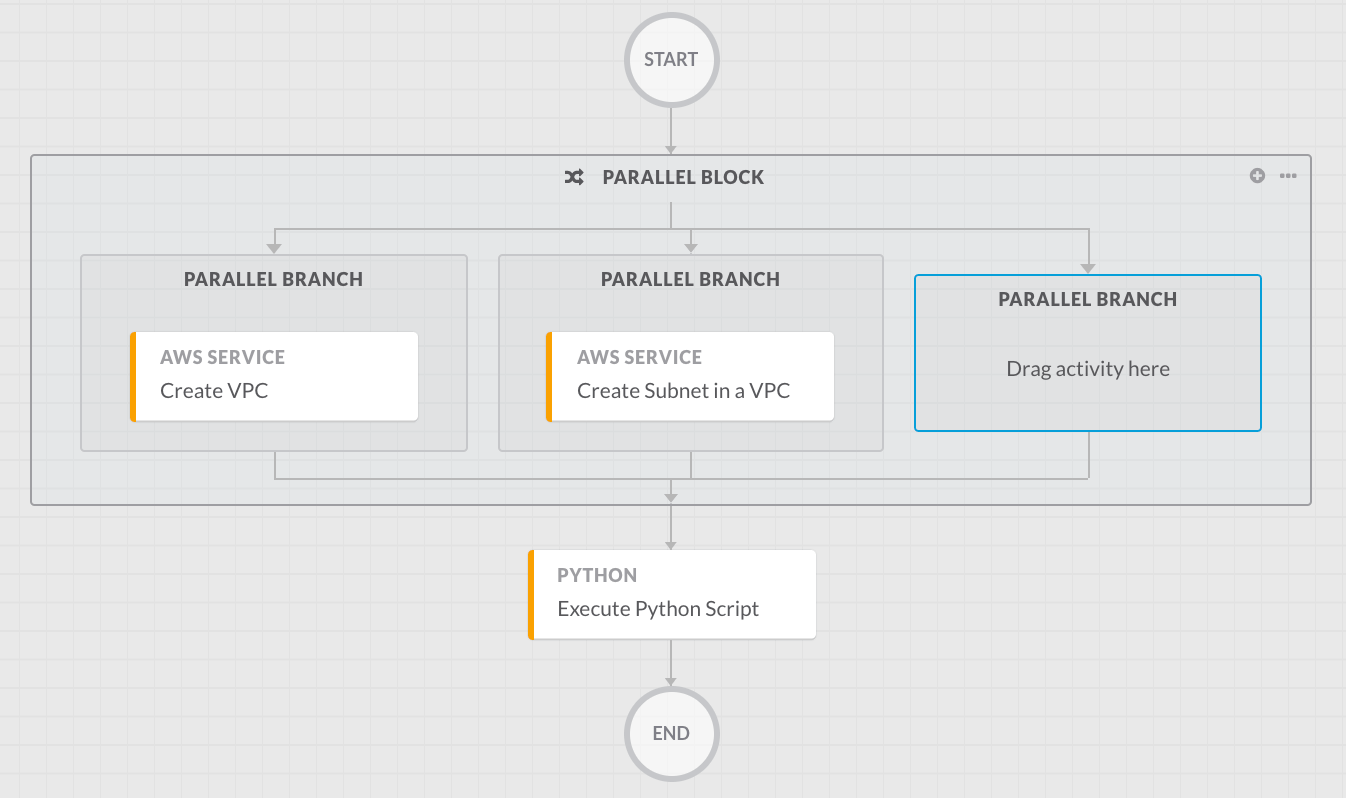 START
PARALLEL BLOCK
PARALLEL BRANCH
AWS SERVICE
Create VPC
PARALLEL BRANCH
AWS SERVICE
Create Subnet in a VPC
PARALLEL BRANCH
Drag activity here
PYTHON
Execute Python Script
END